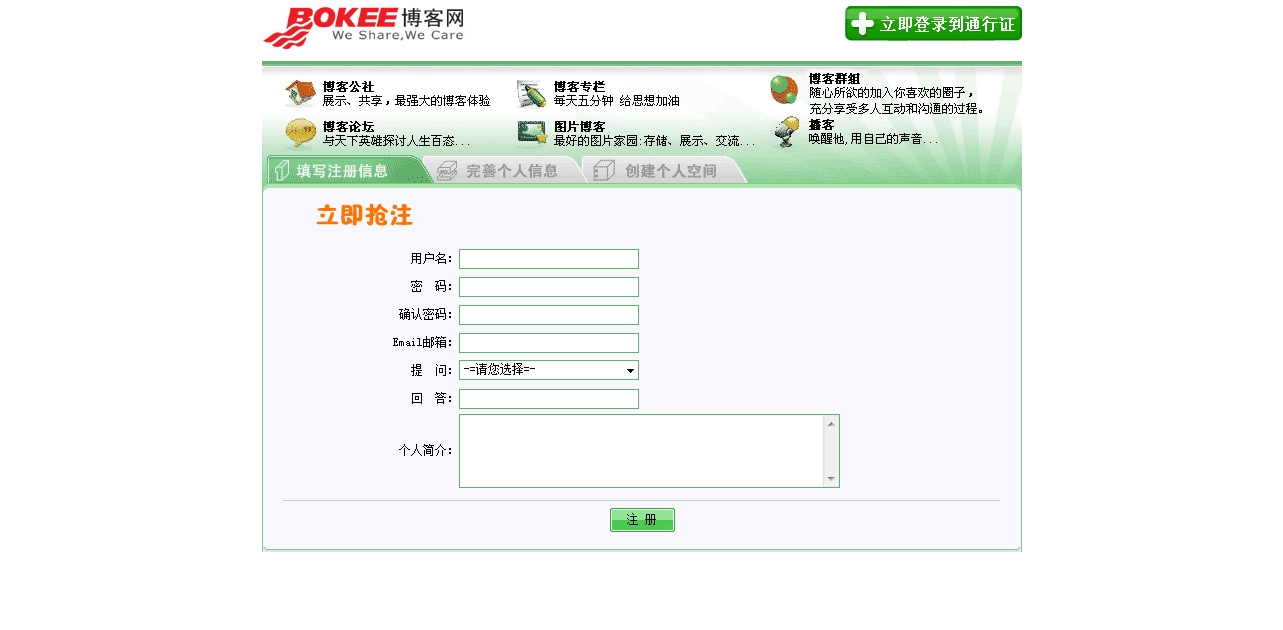 BOKEE博客网
We Share,We Care
立即登录到通行证
博客公社
展示、共享，最强大的博客体验
博客专栏
每天五分钟 给思想加油
博客群组
随心所欲的加入你喜欢的圈子，
充分享受多人互动和沟通的过程。
博客论坛
与天下英雄探讨人生百态...
图片博客
最好的图片家园:存储、展示、交流...
播客
唤醒他,用自己的声音...
填写注册信息
完善个人信息
创建个人空间
立即抢注
用户名：
密 码：
确认密码：
Email邮箱：
提 问： -=请您选择=-
回 答：
个人简介：
注 册